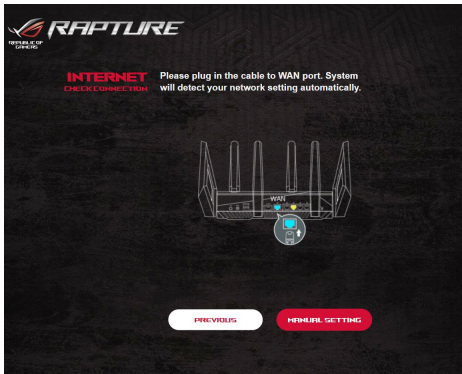 RAPTURE
REPUBLIC OF
GAMERS
INTERNET
CHECK CONNECTION
Please plug in the cable to WAN port. System
will detect your network setting automatically.
WAN
PREVIOUS
MANUAL SETTING